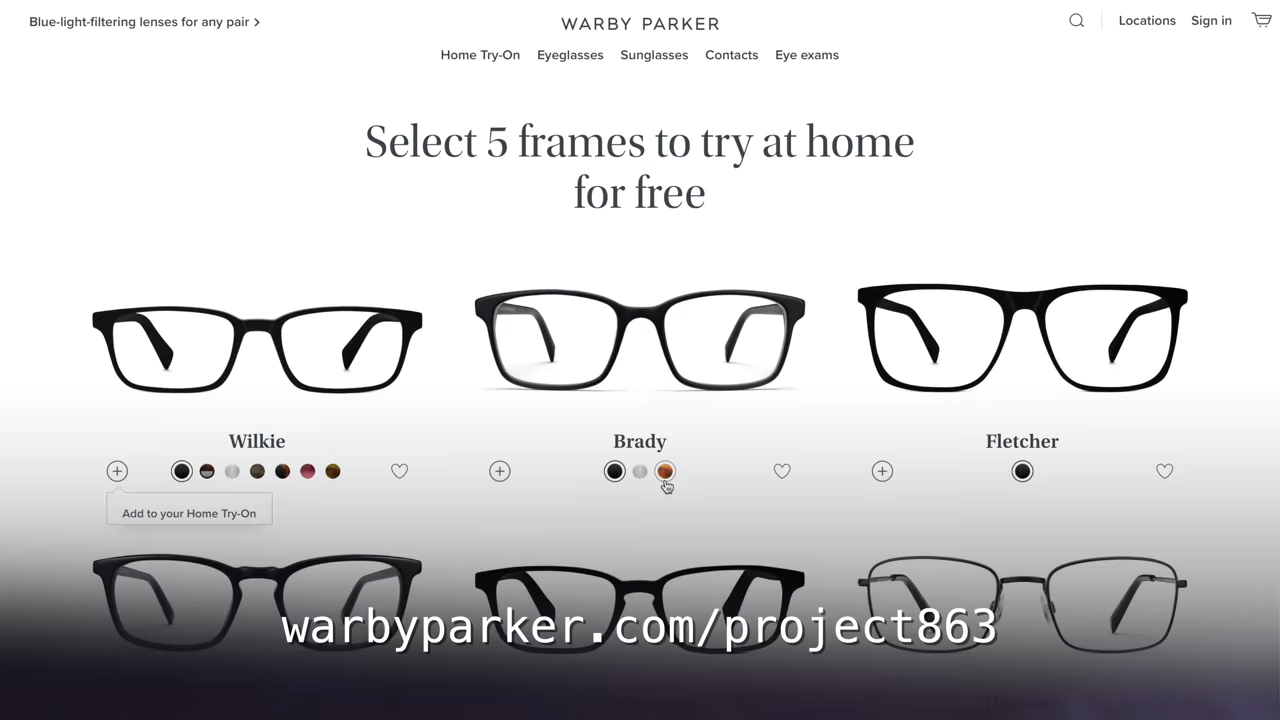 Blue-light-filtering lenses for any pair >
WARBY PARKER
Locations Sign in
Home Try-On Eyeglasses Sunglasses Contacts Eye exams
Select 5 frames to try at home
for free
Wilkie Brady Fletcher
Add to your Home Try-On
warbyparker.com/project863